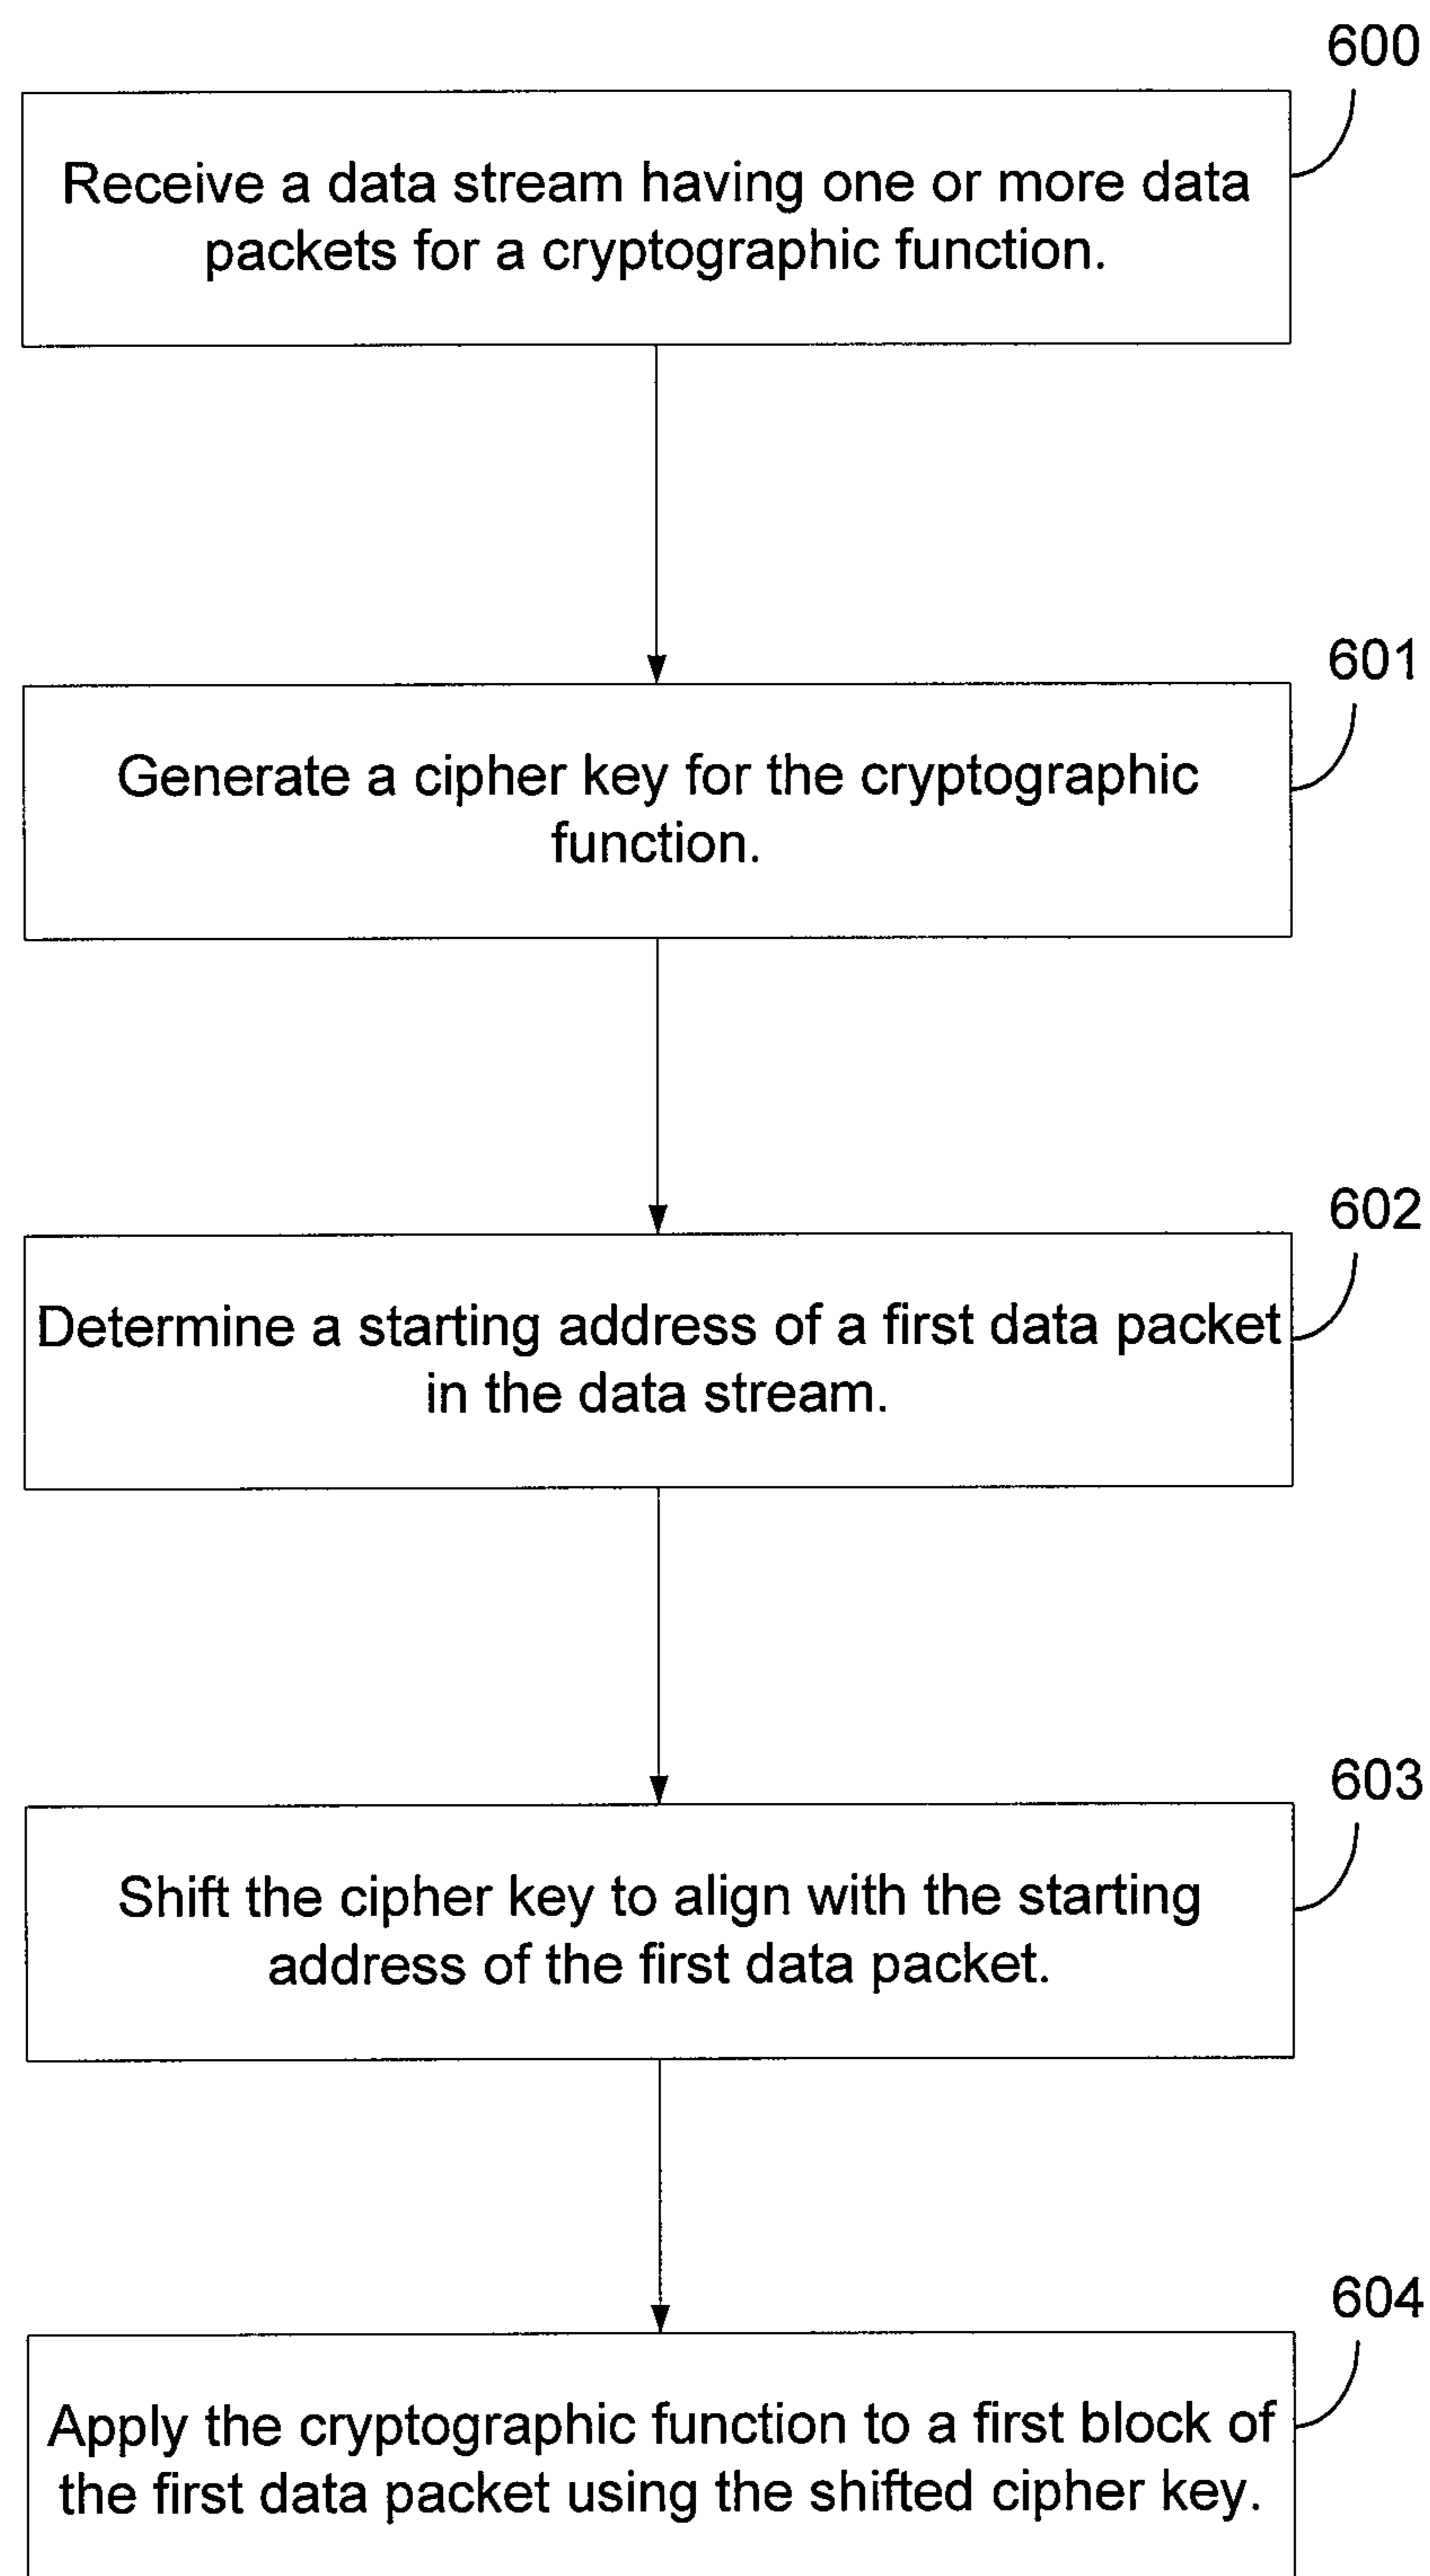 600
Receive a data stream having one or more data
packets for a cryptographic function.
601
Generate a cipher key for the cryptographic
function.
602
Determine a starting address of a first data packet
in the data stream.
603
Shift the cipher key to align with the starting
address of the first data packet.
604
Apply the cryptographic function to a first block of
the first data packet using the shifted cipher key.